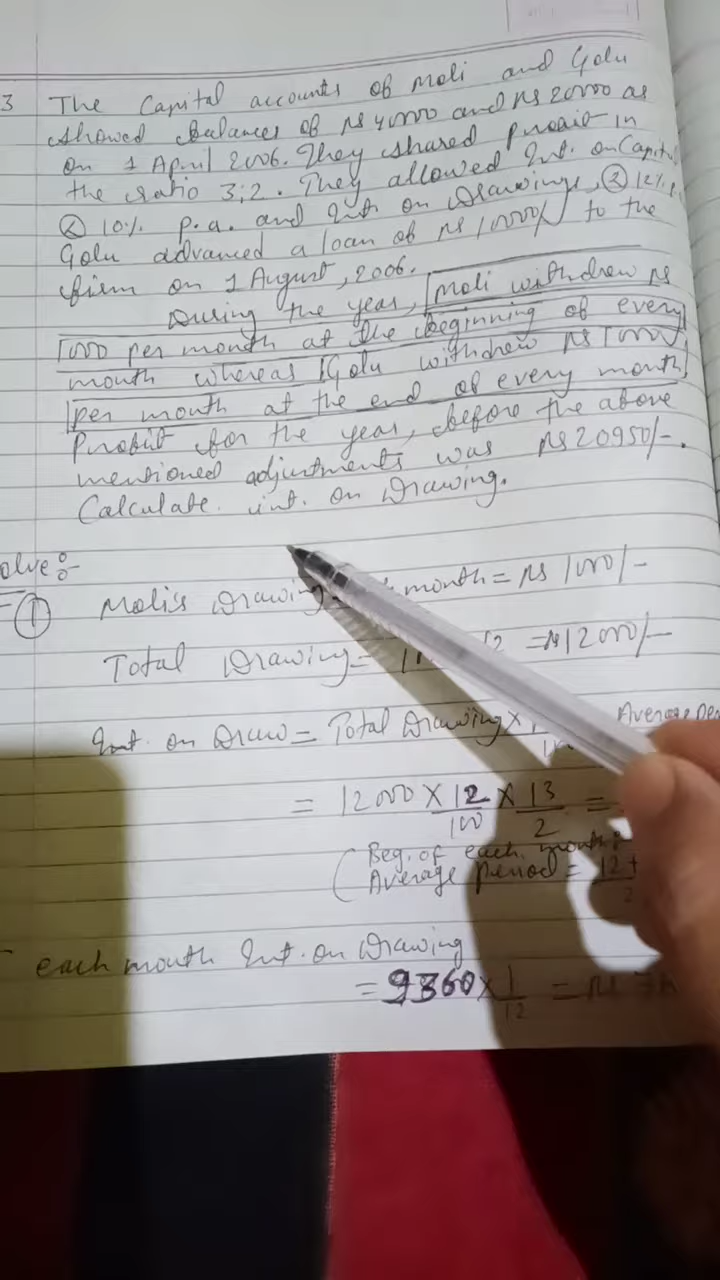 3 The Capital accounts of Moli and Golu
showed balances of Rs 40000 and Rs 20000 as
on 1 April 2006. They shared Profit in
the ratio 3:2. They allowed Int. on Capital
@ 10% p.a. and Int. on Drawings, @ 12% p.
Golu advanced a loan of Rs 10000/- to the
firm on 1 August, 2006.
During the year, Moli withdrew Rs
1000 per month at the beginning of every
month whereas Golu withdrew Rs 1000/
per month at the end of every month
Profit for the year, before the above
mentioned adjustments was Rs 20950/-.
Calculate int. on Drawing.
olve:-
① Moli's Drawing month = Rs 1000/-
Total Drawing = 12 = Rs 12000/-
Int. on Draw = Total Drawing ×
= 12000 × 12/100 × 13/2 =
(Beg. of each month:
Average Period = 12+
each month Int. on Drawing
= 9360 × 1/12 = Rs